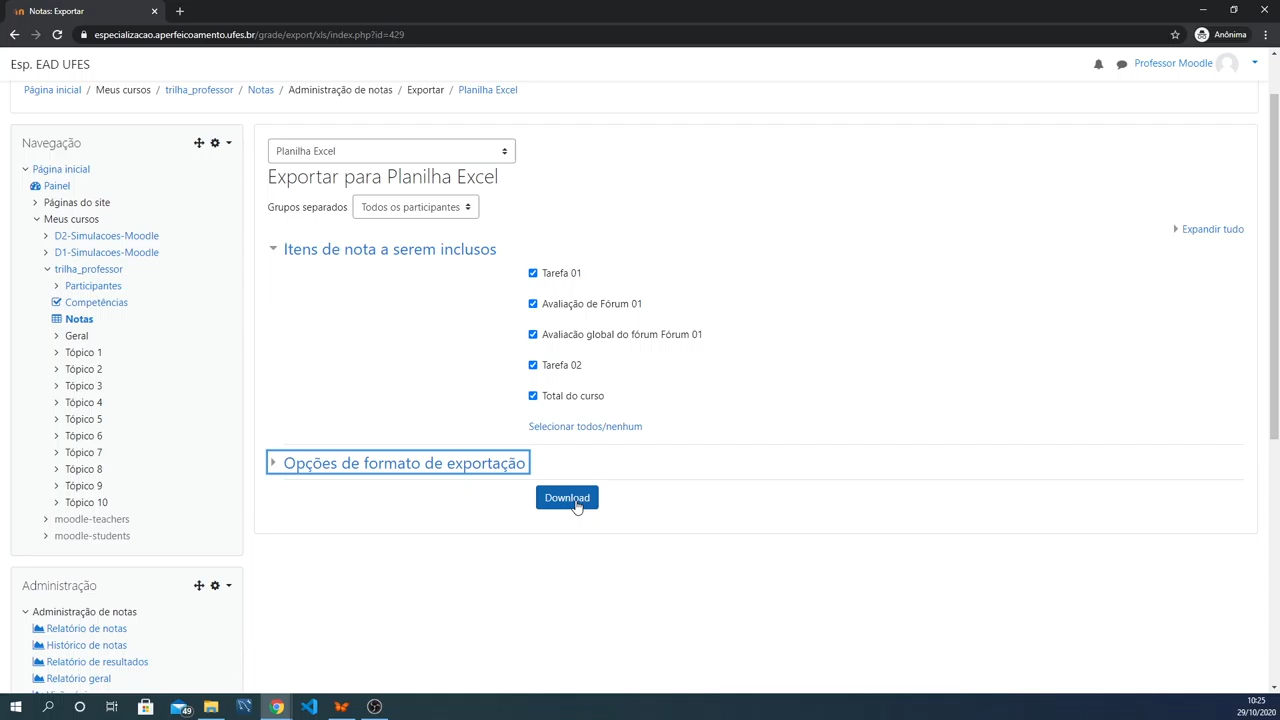 Notas: Exportar
especializacao.aperfeicoamento.ufes.br/grade/export/xls/index.php?id=429
Anônima
Esp. EAD UFES
Professor Moodle
Página inicial / Meus cursos / trilha_professor / Notas / Administração de notas / Exportar / Planilha Excel
Navegação
Página inicial
Painel
Páginas do site
Meus cursos
D2-Simulacoes-Moodle
D1-Simulacoes-Moodle
trilha_professor
Participantes
Competências
Notas
Geral
Tópico 1
Tópico 2
Tópico 3
Tópico 4
Tópico 5
Tópico 6
Tópico 7
Tópico 8
Tópico 9
Tópico 10
moodle-teachers
moodle-students
Administração
Administração de notas
Relatório de notas
Histórico de notas
Relatório de resultados
Relatório geral
Planilha Excel
Exportar para Planilha Excel
Grupos separados Todos os participantes
Expandir tudo
Itens de nota a serem inclusos
Tarefa 01
Avaliação de Fórum 01
Avaliacão global do fórum Fórum 01
Tarefa 02
Total do curso
Selecionar todos/nenhum
Opções de formato de exportação
Download
49
10:25
29/10/2020